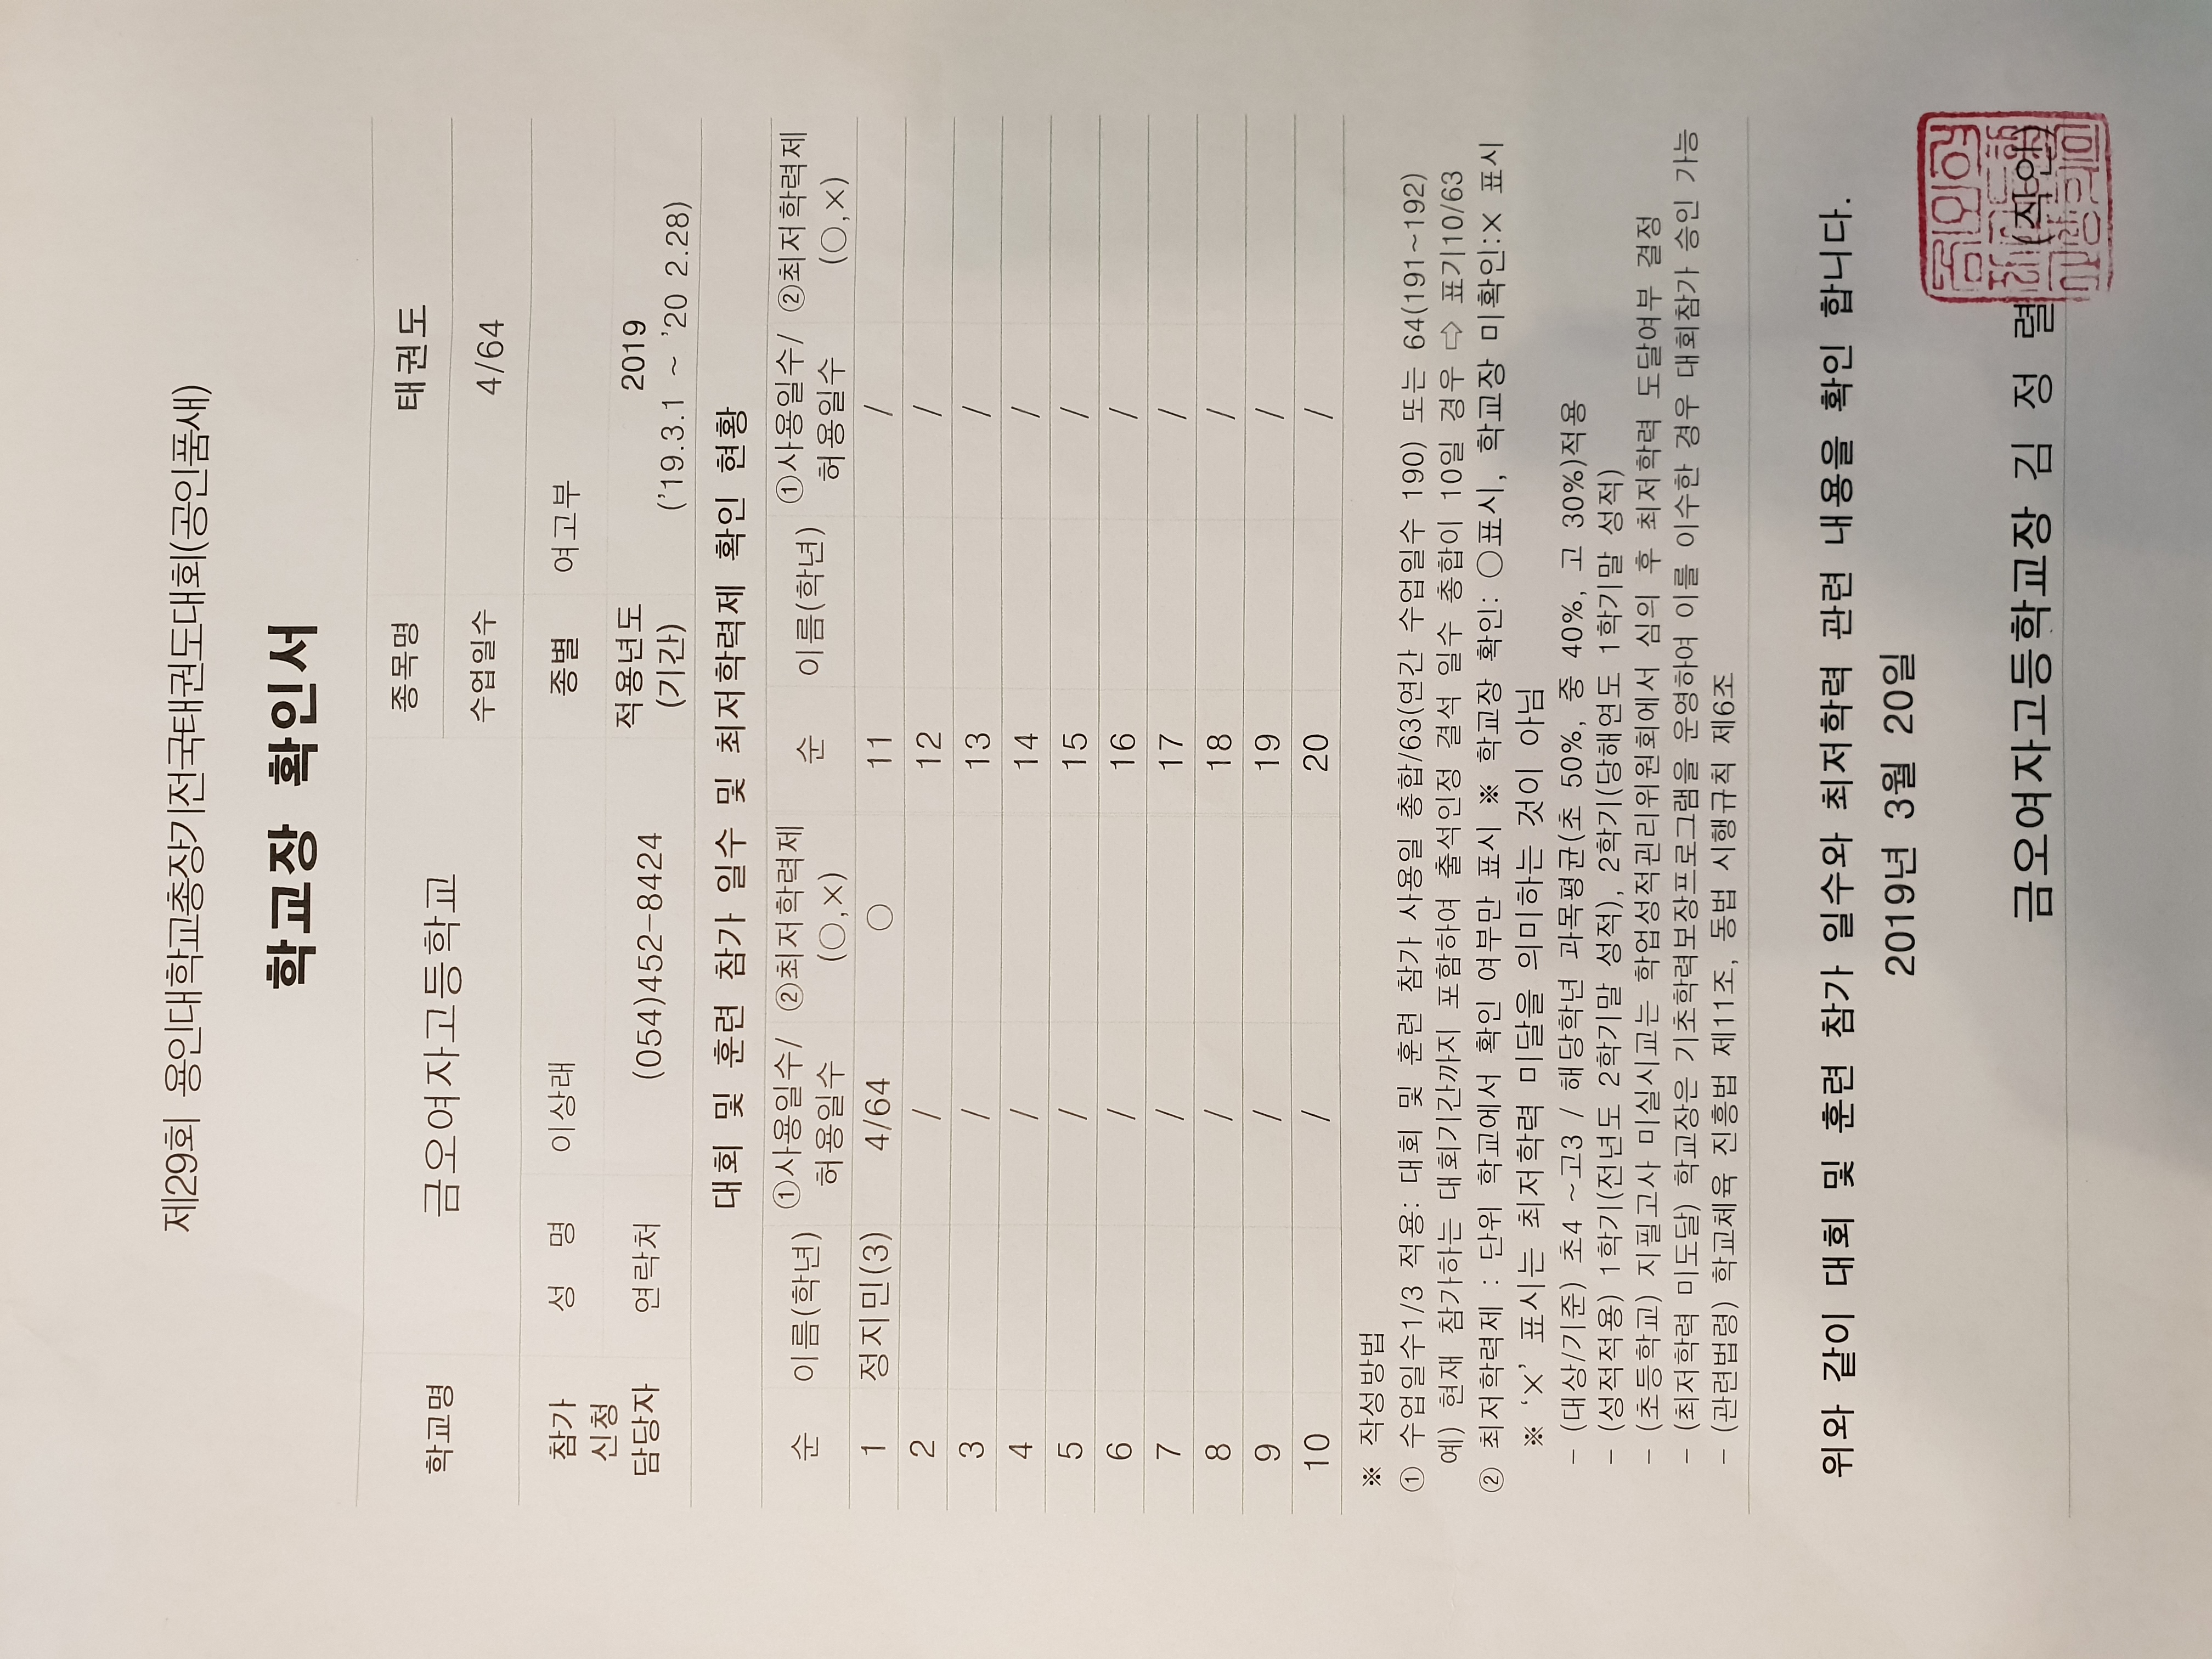 제29회 용인대학교총장기전국태권도대회(공인품새)
학교장 확인서
학교명 금오여자고등학교 종목명 태권도
수업일수 4/64
참가 신청 담당자 성 명 이상래 종별 여고부
연락처 (054)452-8424 적용년도 (기간) 2019 ('19.3.1 ~ '20 2.28)
대회 및 훈련 참가 일수 및 최저학력제 확인 현황
순 이름(학년) ①사용일수/허용일수 ②최저학력제 (○,×) 순 이름(학년) ①사용일수/허용일수 ②최저학력제 (○,×)
1 정지민(3) 4/64 ○ 11 /
2 / 12 /
3 / 13 /
4 / 14 /
5 / 15 /
6 / 16 /
7 / 17 /
8 / 18 /
9 / 19 /
10 / 20 /
※ 작성방법
① 수업일수1/3 적용: 대회 및 훈련 참가 사용일 총합/63(연간 수업일수 190) 또는 64(191~192)
예) 현재 참가하는 대회기간까지 포함하여 출석인정 결석 일수 총합이 10일 경우 ⇨ 표기10/63
② 최저학력제 : 단위 학교에서 확인 여부만 표시 ※ 학교장 확인: ○표시, 학교장 미확인:× 표시
※ '×' 표시는 최저학력 미달을 의미하는 것이 아님
- (대상/기준) 초4 ~고3 / 해당학년 과목평균(초 50%, 중 40%, 고 30%)적용
- (성적적용) 1학기(전년도 2학기말 성적), 2학기(당해연도 1학기말 성적)
- (초등학교) 지필고사 미실시교는 학업성적관리위원회에서 심의 후 최저학력 도달여부 결정
- (최저학력 미도달) 학교장은 기초학력보장프로그램을 운영하여 이를 이수한 경우 대회참가 승인 가능
- (관련법령) 학교체육 진흥법 제11조, 동법 시행규칙 제6조
위와 같이 대회 및 훈련 참가 일수와 최저학력 관련 내용을 확인 합니다.
2019년 3월 20일
금오여자고등학교장 김 정 렬 (직인)